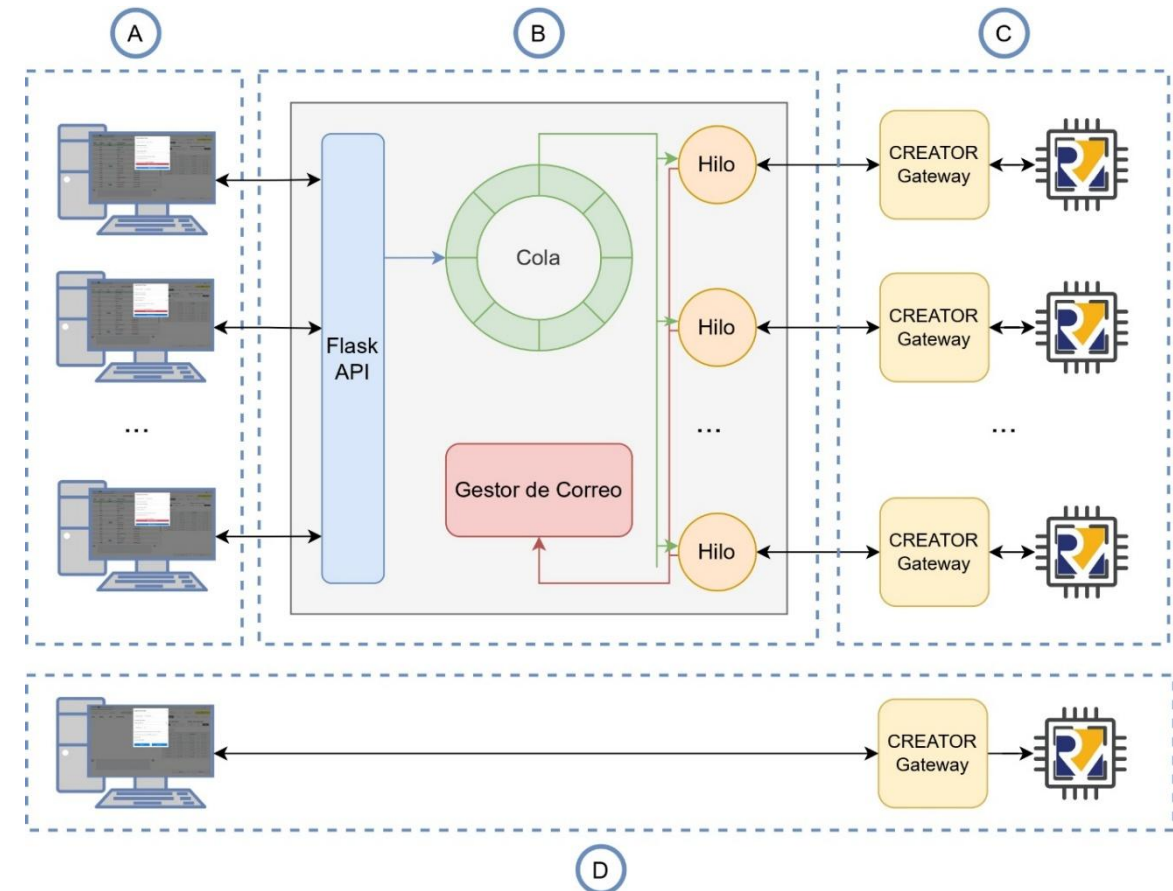 A
B
C
Flask
API
Cola
Gestor de Correo
Hilo
Hilo
...
Hilo
...
CREATOR
Gateway
CREATOR
Gateway
...
CREATOR
Gateway
CREATOR
Gateway
D